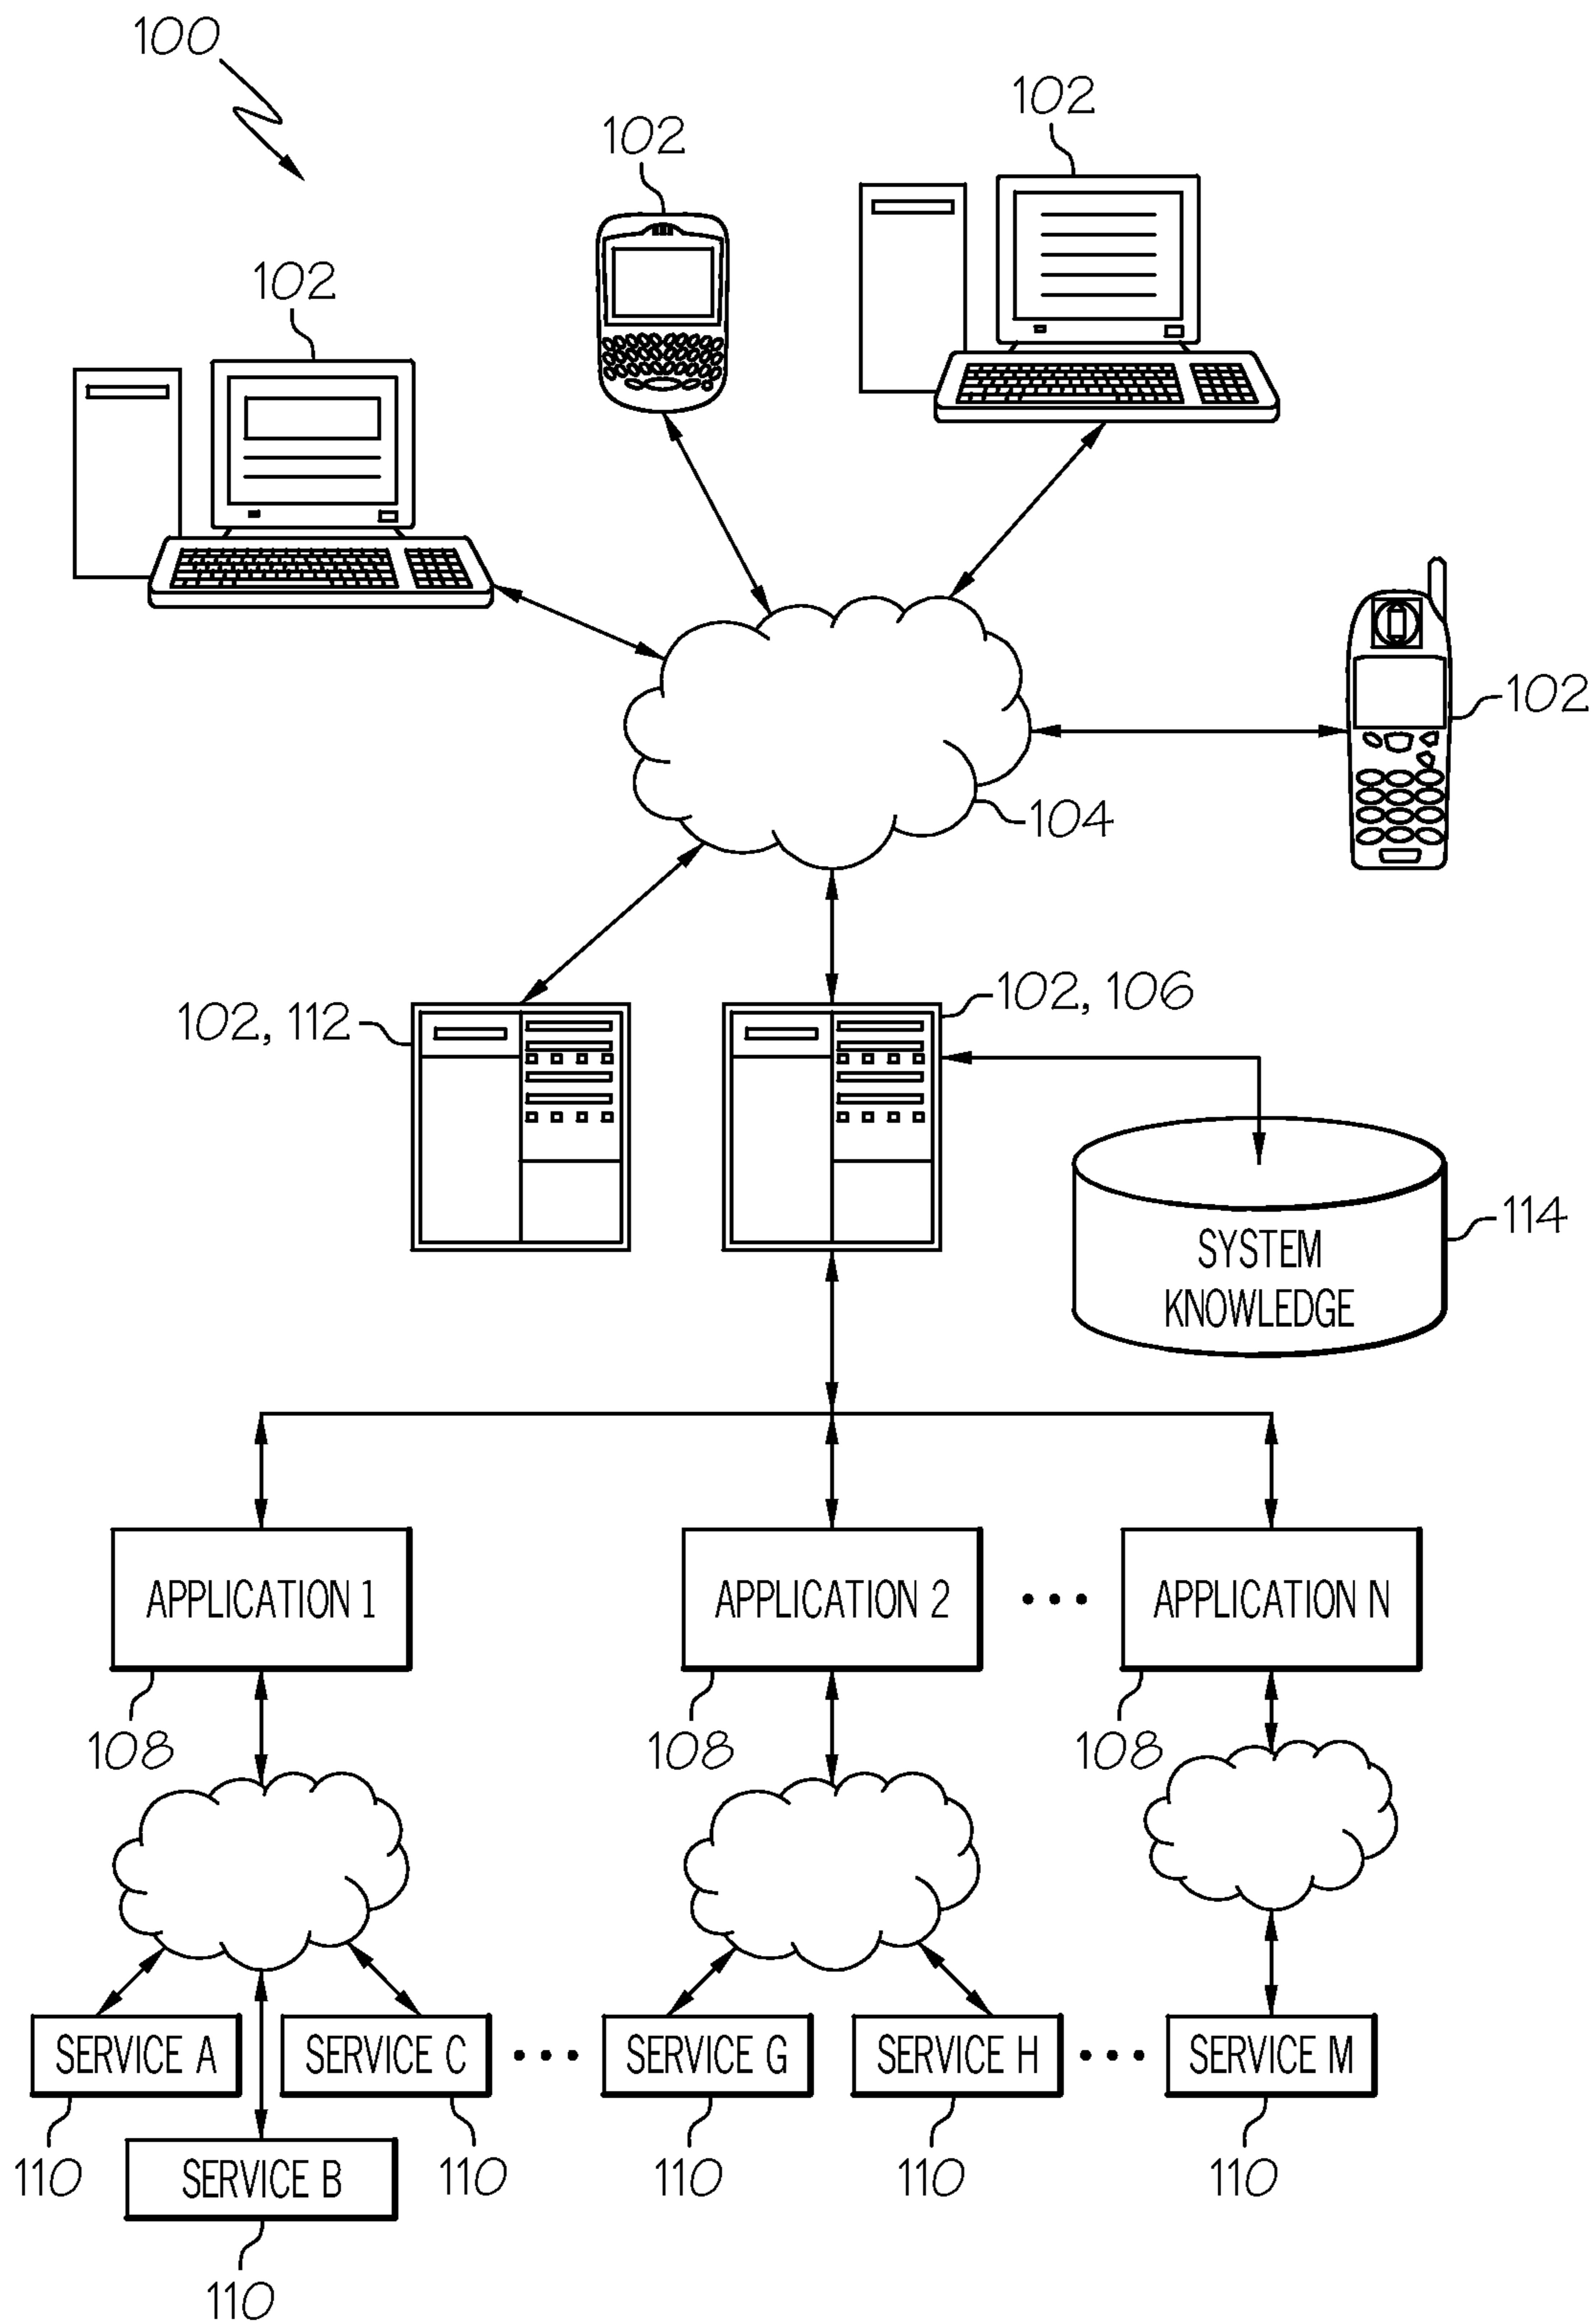 100
102
102
102
102
104
102, 112
102, 106
114
SYSTEM
KNOWLEDGE
APPLICATION 1
APPLICATION 2
APPLICATION N
108
108
108
SERVICE A
SERVICE C
SERVICE G
SERVICE H
SERVICE M
110
SERVICE B
110
110
110
110
110